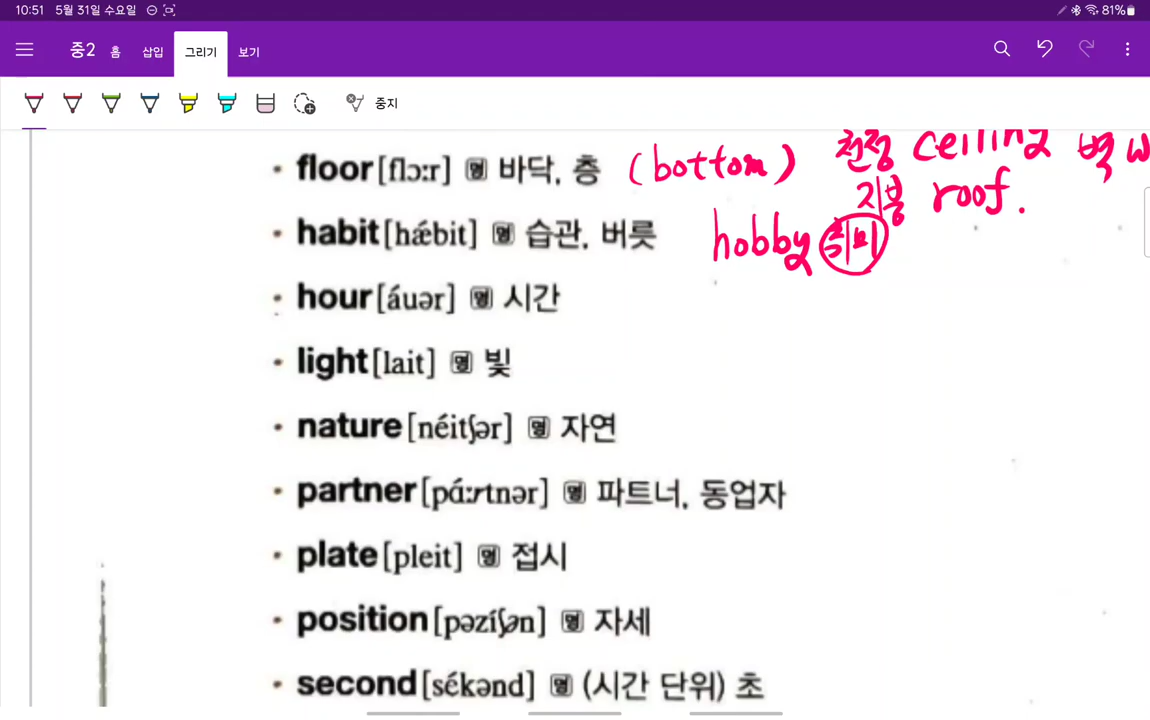 10:51 5월 31일 수요일 81%
중2 홈 삽입 그리기 보기
중지
floor [flɔːr] 명 바닥, 층 (bottom) 천정 ceiling 벽
지붕 roof.
habit [hǽbit] 명 습관, 버릇 hobby 취미
hour [áuər] 명 시간
light [lait] 명 빛
nature [néitʃər] 명 자연
partner [páːrtnər] 명 파트너, 동업자
plate [pleit] 명 접시
position [pəzíʃən] 명 자세
second [sékənd] 명 (시간 단위) 초